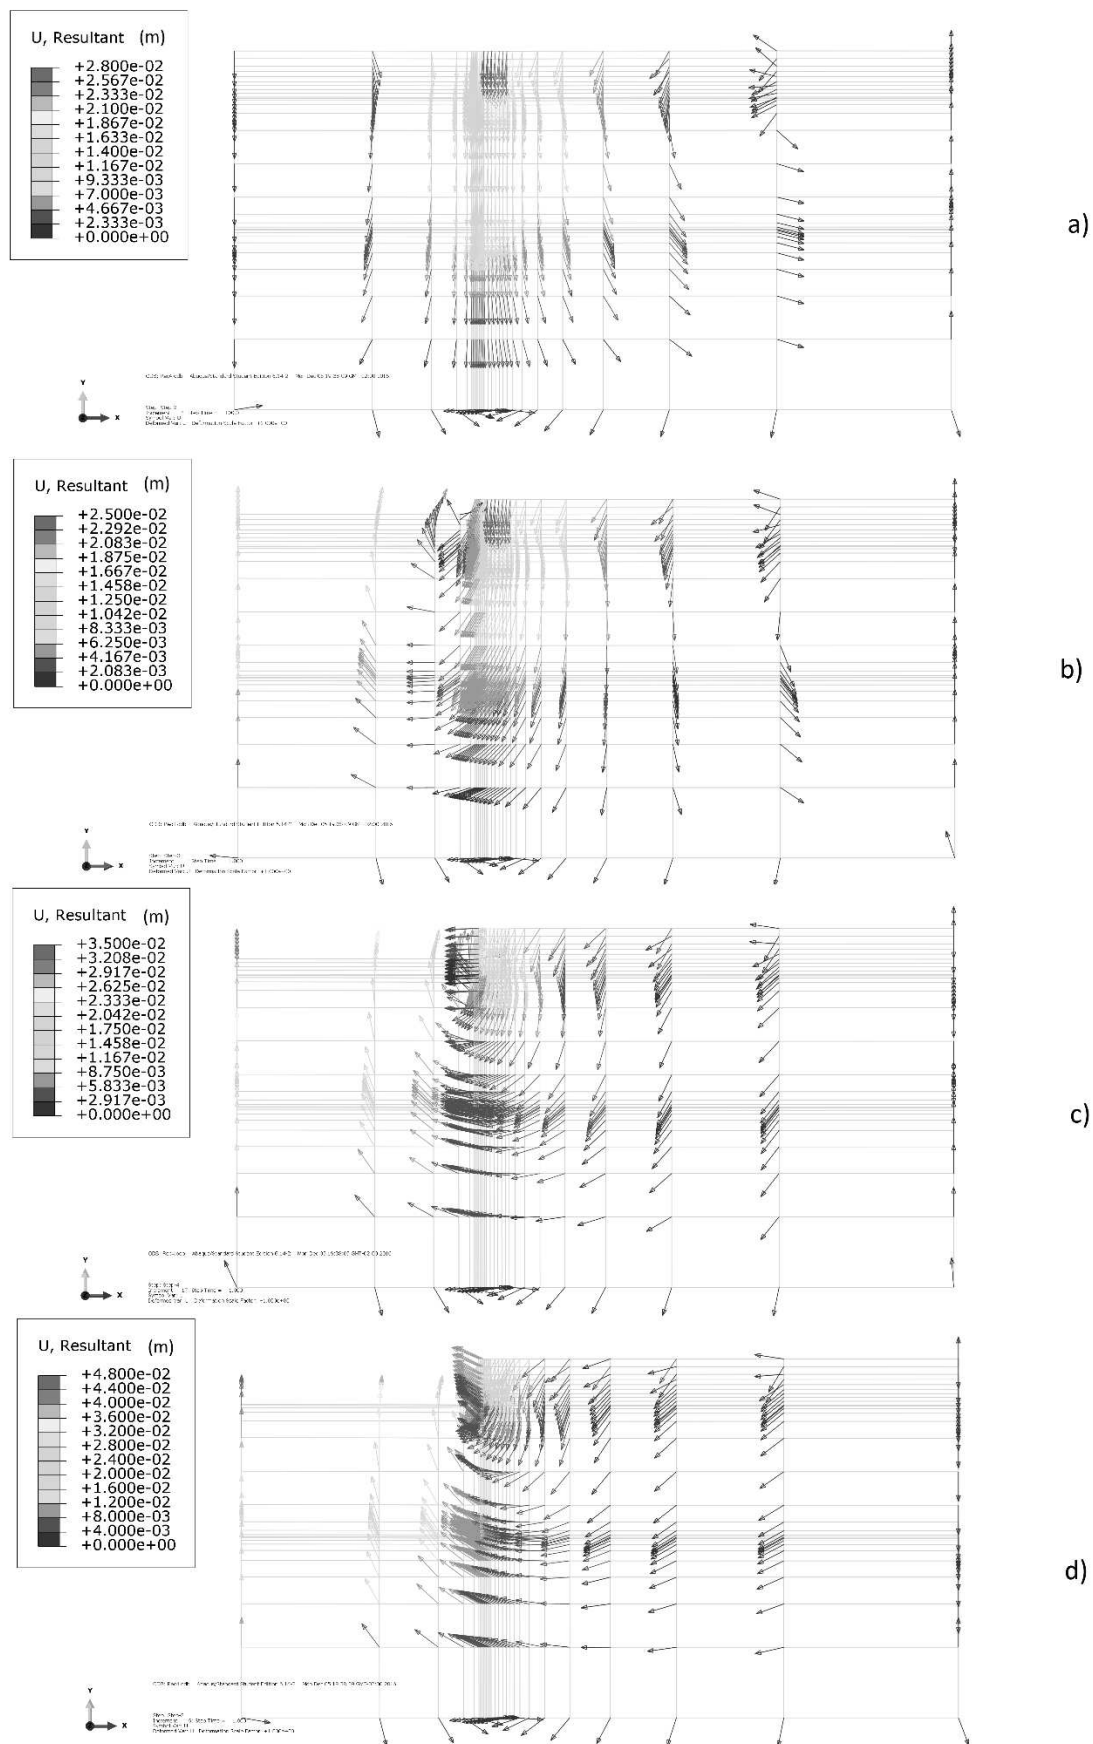 U, Resultant (m)
+2.800e-02
+2.567e-02
+2.333e-02
+2.100e-02
+1.867e-02
+1.633e-02
+1.400e-02
+1.167e-02
+9.333e-03
+7.000e-03
+4.667e-03
+2.333e-03
+0.000e+00
a)
Y
X
U, Resultant (m)
+2.500e-02
+2.292e-02
+2.083e-02
+1.875e-02
+1.667e-02
+1.458e-02
+1.250e-02
+1.042e-02
+8.333e-03
+6.250e-03
+4.167e-03
+2.083e-03
+0.000e+00
b)
Y
X
U, Resultant (m)
+3.500e-02
+3.208e-02
+2.917e-02
+2.625e-02
+2.333e-02
+2.042e-02
+1.750e-02
+1.458e-02
+1.167e-02
+8.750e-03
+5.833e-03
+2.917e-03
+0.000e+00
c)
Y
X
U, Resultant (m)
+4.800e-02
+4.400e-02
+4.000e-02
+3.600e-02
+3.200e-02
+2.800e-02
+2.400e-02
+2.000e-02
+1.600e-02
+1.200e-02
+8.000e-03
+4.000e-03
+0.000e+00
d)
Y
X